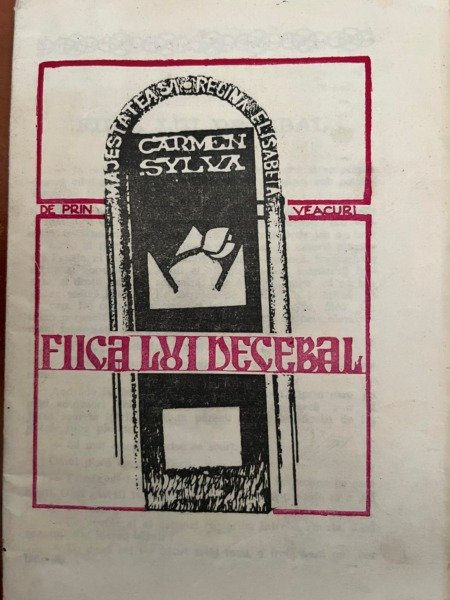 MAJESTATEA SA REGINA ELISABETA
CARMEN
SYLVA
DE PRIN VEACURI
FIICA LUI DECEBAL